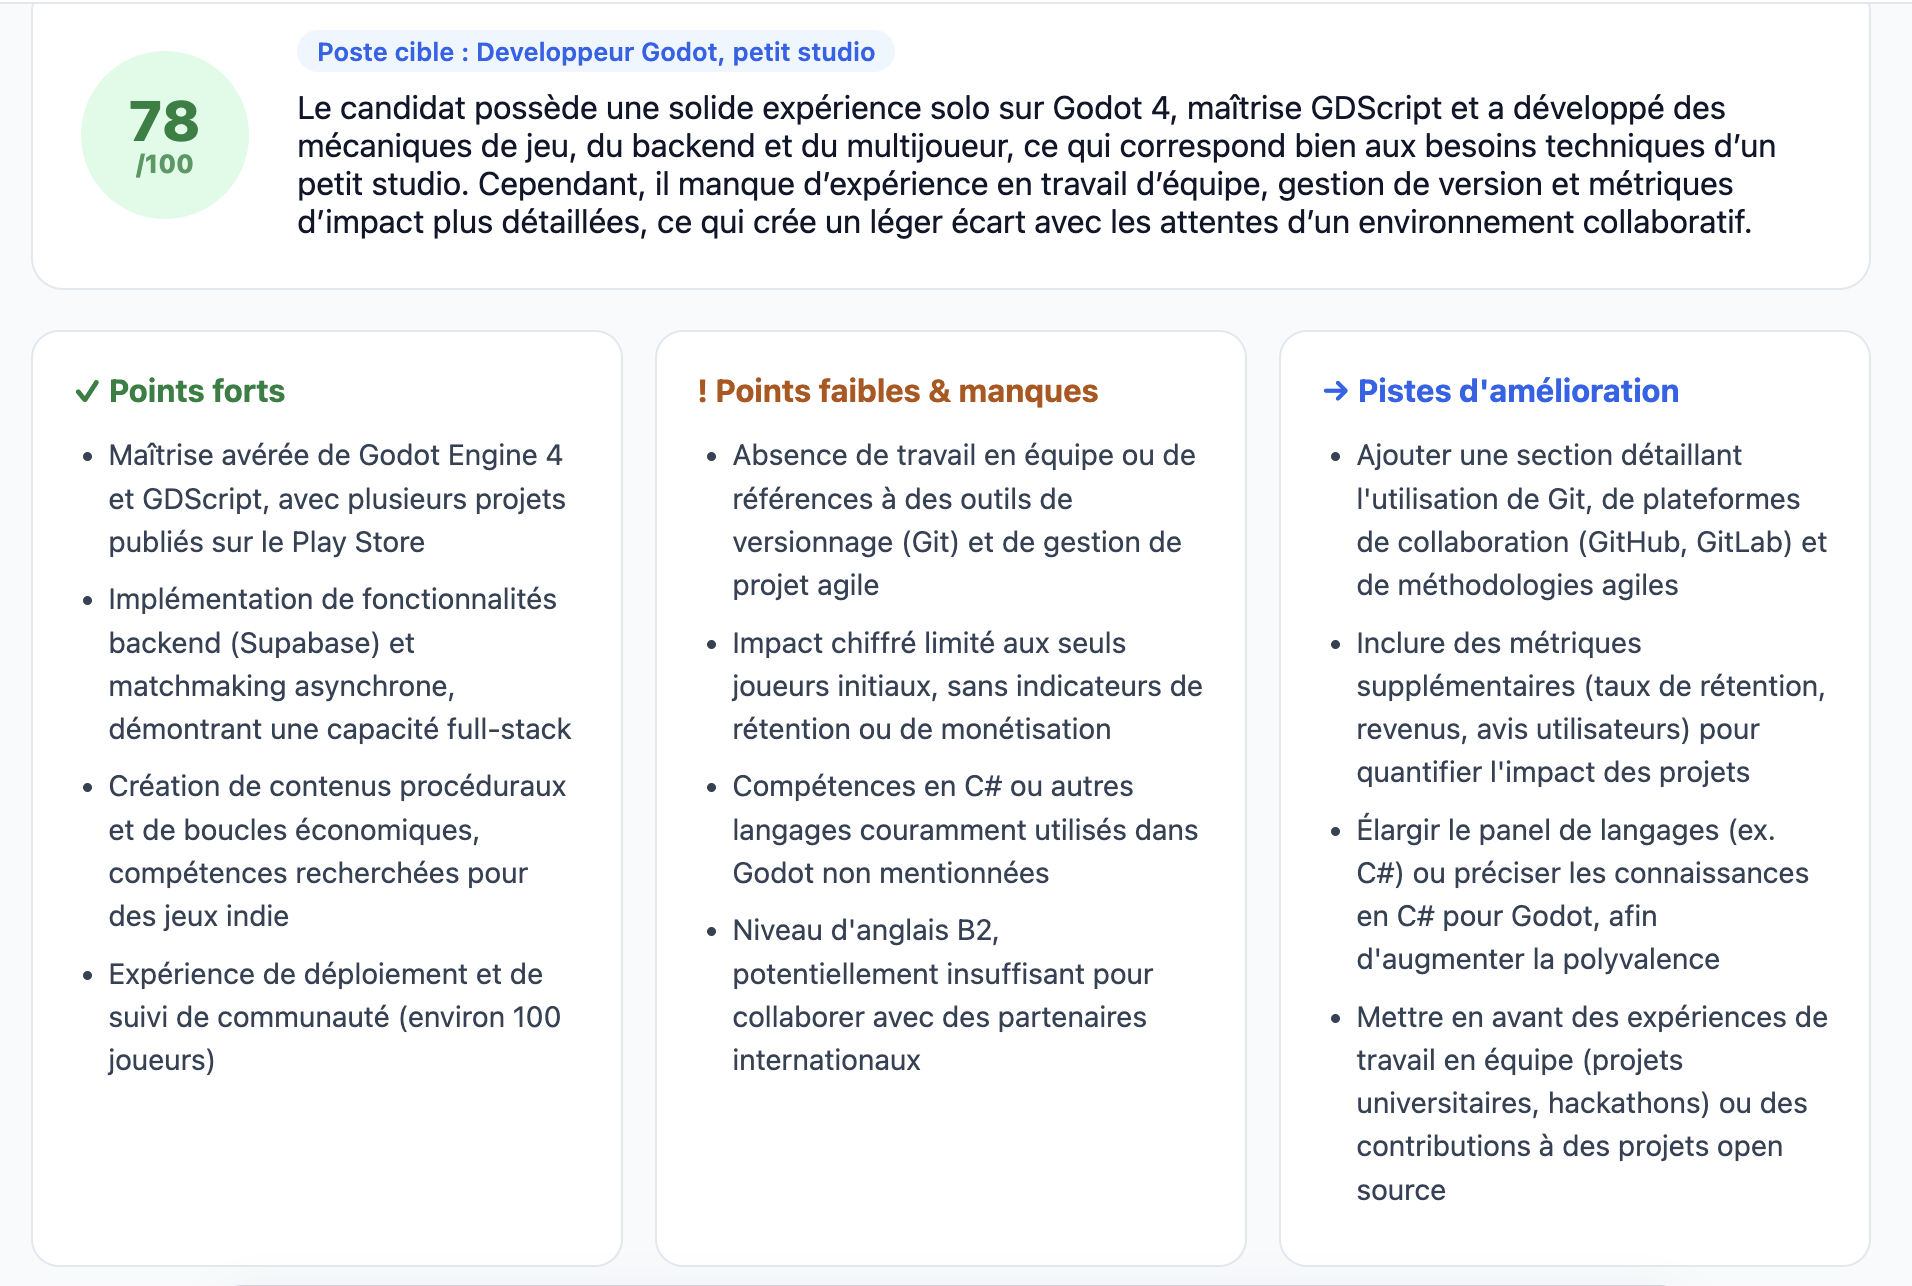 Poste cible : Developpeur Godot, petit studio
78
/100
Le candidat possède une solide expérience solo sur Godot 4, maîtrise GDScript et a développé des
mécaniques de jeu, du backend et du multijoueur, ce qui correspond bien aux besoins techniques d’un
petit studio. Cependant, il manque d’expérience en travail d’équipe, gestion de version et métriques
d’impact plus détaillées, ce qui crée un léger écart avec les attentes d’un environnement collaboratif.
✓ Points forts
• Maîtrise avérée de Godot Engine 4
et GDScript, avec plusieurs projets
publiés sur le Play Store
• Implémentation de fonctionnalités
backend (Supabase) et
matchmaking asynchrone,
démontrant une capacité full-stack
• Création de contenus procéduraux
et de boucles économiques,
compétences recherchées pour
des jeux indie
• Expérience de déploiement et de
suivi de communauté (environ 100
joueurs)
! Points faibles & manques
• Absence de travail en équipe ou de
références à des outils de
versionnage (Git) et de gestion de
projet agile
• Impact chiffré limité aux seuls
joueurs initiaux, sans indicateurs de
rétention ou de monétisation
• Compétences en C# ou autres
langages couramment utilisés dans
Godot non mentionnées
• Niveau d'anglais B2,
potentiellement insuffisant pour
collaborer avec des partenaires
internationaux
→ Pistes d'amélioration
• Ajouter une section détaillant
l'utilisation de Git, de plateformes
de collaboration (GitHub, GitLab) et
de méthodologies agiles
• Inclure des métriques
supplémentaires (taux de rétention,
revenus, avis utilisateurs) pour
quantifier l'impact des projets
• Élargir le panel de langages (ex.
C#) ou préciser les connaissances
en C# pour Godot, afin
d'augmenter la polyvalence
• Mettre en avant des expériences de
travail en équipe (projets
universitaires, hackathons) ou des
contributions à des projets open
source